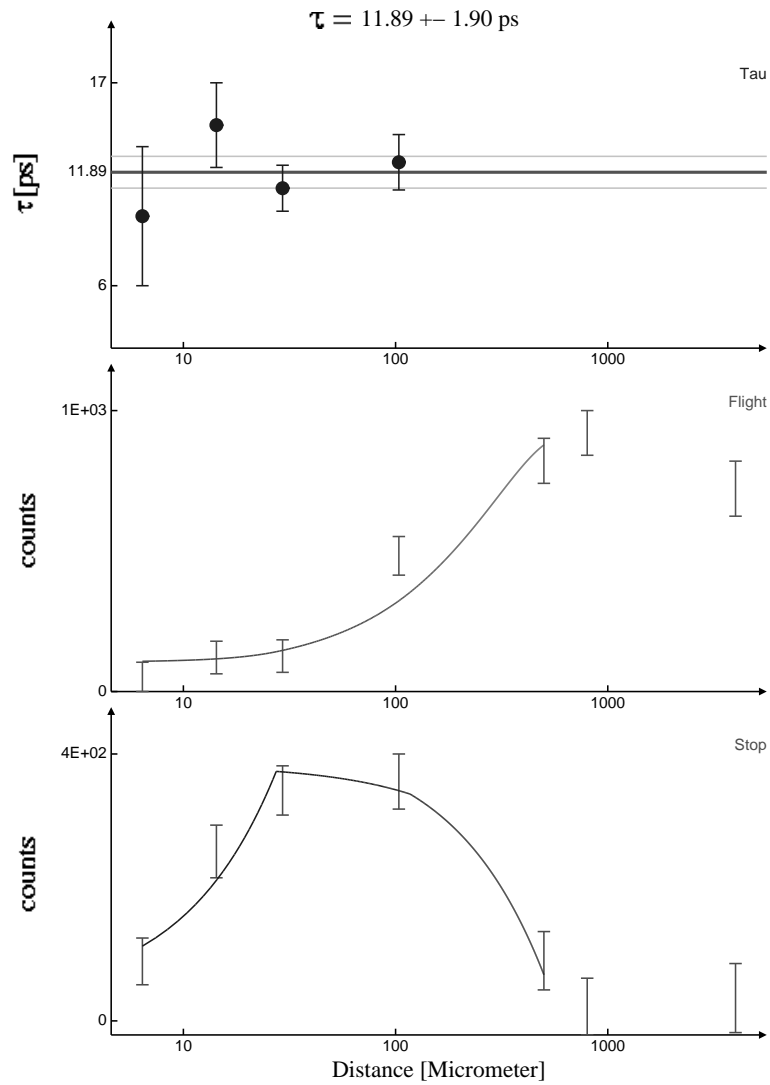 τ = 11.89 +− 1.90 ps
Tau
17
11.89
6
τ[ps]
10 100 1000
Flight
1E+03
0
counts
10 100 1000
Stop
4E+02
0
counts
10 100 1000
Distance [Micrometer]